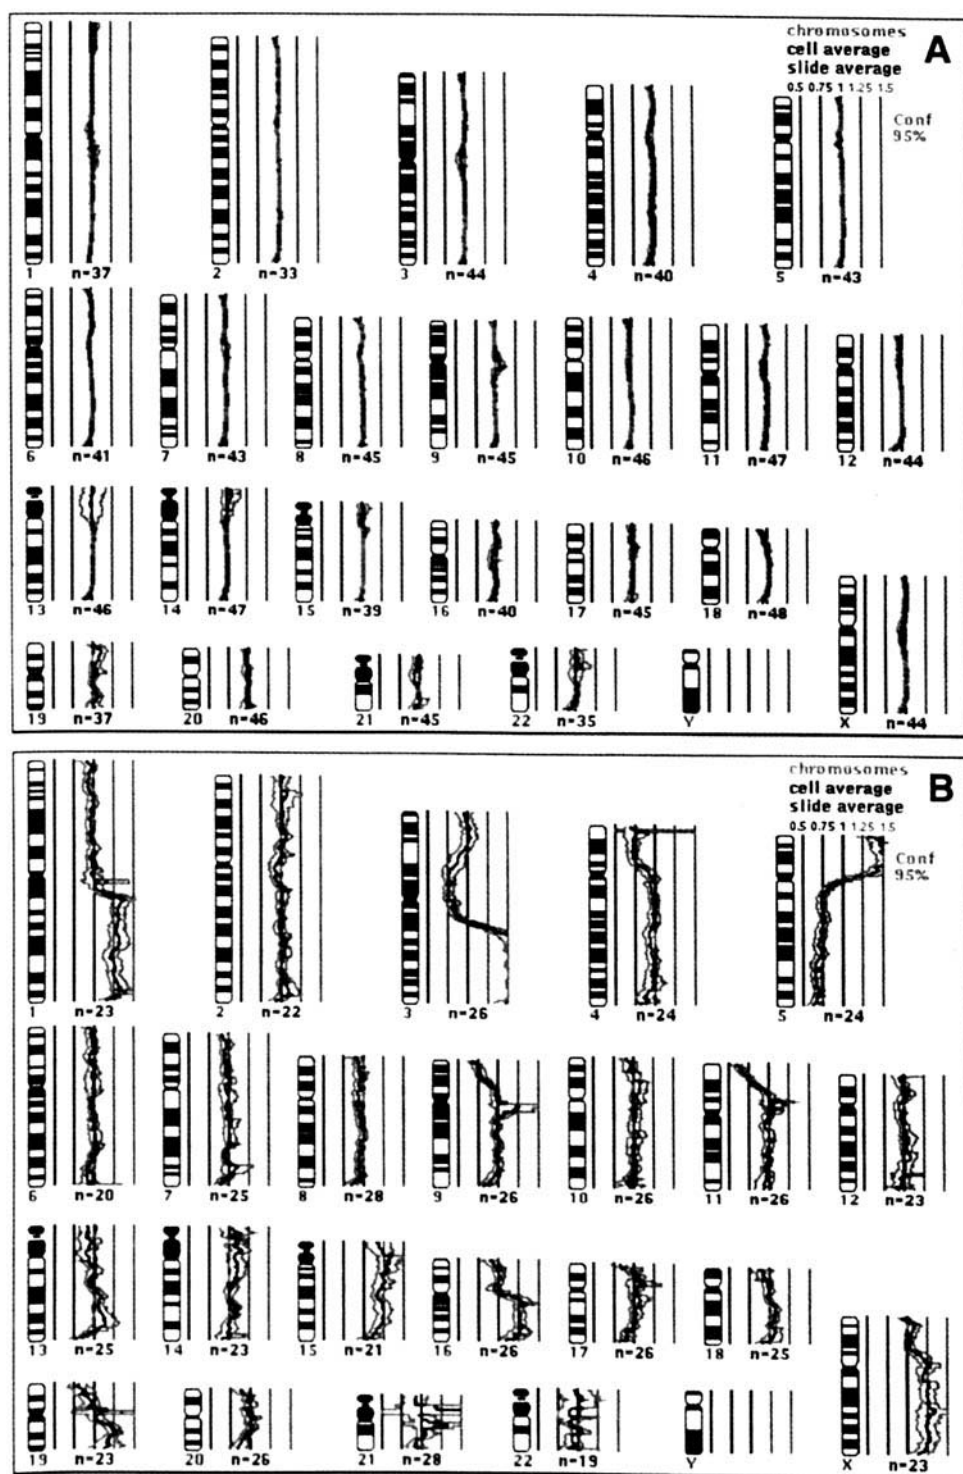 chromosomes
cell average
slide average
0.5 0.75 1 1.25 1.5
Conf
95%
A
1 n=37
2 n=33
3 n=44
4 n=40
5 n=43
6 n=41
7 n=43
8 n=45
9 n=45
10 n=46
11 n=47
12 n=44
13 n=46
14 n=47
15 n=39
16 n=40
17 n=45
18 n=48
19 n=37
20 n=46
21 n=45
22 n=35
Y
X n=44
chromosomes
cell average
slide average
0.5 0.75 1 1.25 1.5
Conf
95%
B
1 n=23
2 n=22
3 n=26
4 n=24
5 n=24
6 n=20
7 n=25
8 n=28
9 n=26
10 n=26
11 n=26
12 n=23
13 n=25
14 n=23
15 n=21
16 n=26
17 n=26
18 n=25
19 n=23
20 n=26
21 n=28
22 n=19
Y
X n=23